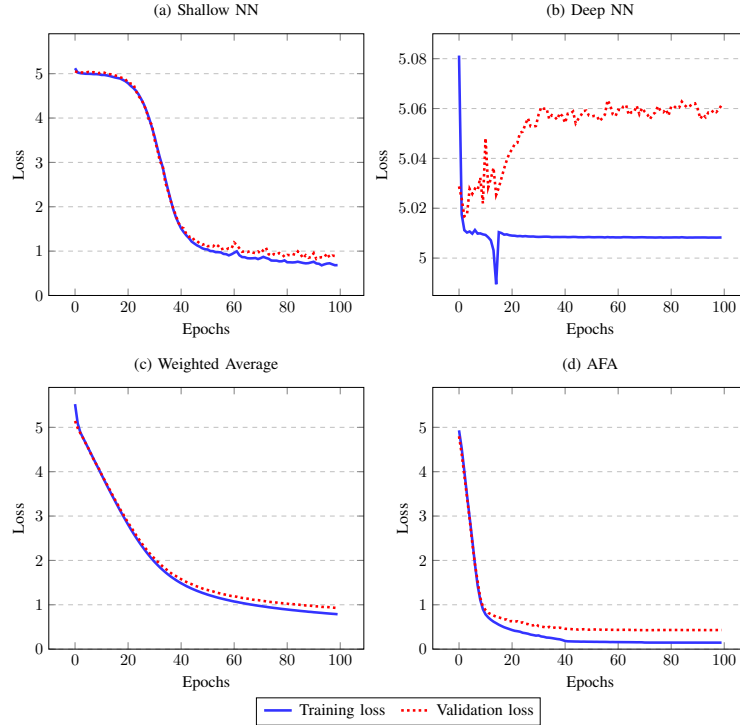 (a) Shallow NN
5
4
3
2
1
0
Loss
0 20 40 60 80 100
Epochs
(b) Deep NN
5.08
5.06
5.04
5.02
5
Loss
0 20 40 60 80 100
Epochs
(c) Weighted Average
5
4
3
2
1
0
Loss
0 20 40 60 80 100
Epochs
(d) AFA
5
4
3
2
1
0
Loss
0 20 40 60 80 100
Epochs
Training loss Validation loss